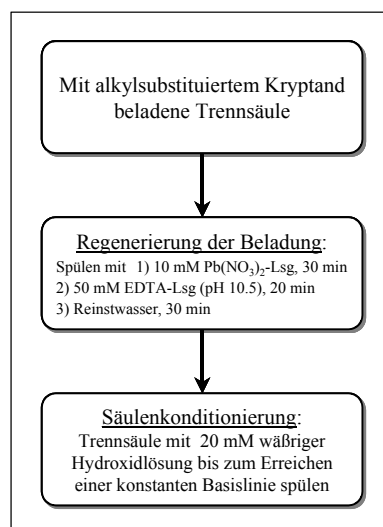 Mit alkylsubstituiertem Kryptand
beladene Trennsäule
Regenerierung der Beladung:
Spülen mit 1) 10 mM Pb(NO₃)₂-Lsg, 30 min
2) 50 mM EDTA-Lsg (pH 10.5), 20 min
3) Reinstwasser, 30 min
Säulenkonditionierung:
Trennsäule mit 20 mM wäßriger
Hydroxidlösung bis zum Erreichen
einer konstanten Basislinie spülen